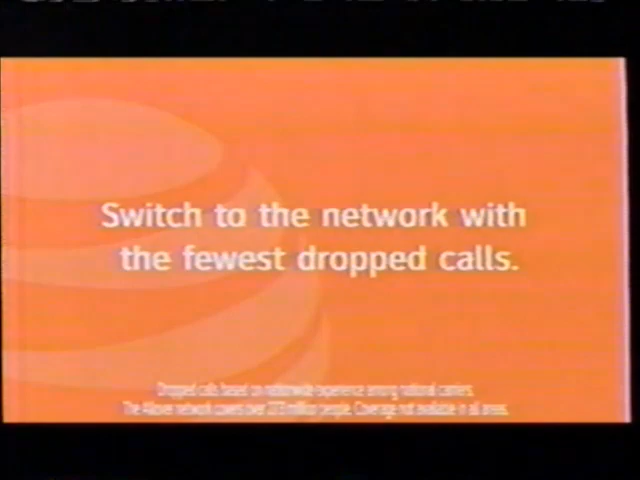 Switch to the network with
the fewest dropped calls.
Dropped calls based on nationwide experience among national carriers.
The Allover network covers over 273 million people. Coverage not available in all areas.